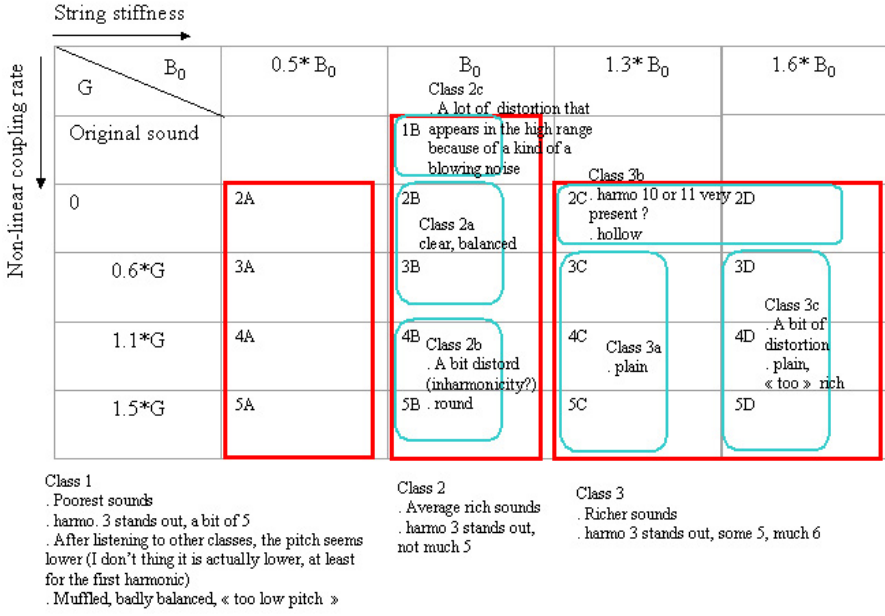 String stiffness
Non-linear coupling rate
B0
G
0.5* B0
B0
1.3* B0
1.6* B0
Class 2c
. A lot of distortion that
appears in the high range
because of a kind of a
blowing noise
Original sound
1B
Class 3b
. harmo 10 or 11 very
present ?
. hollow
0
2A
2B
2C
2D
Class 2a
clear, balanced
0.6*G
3A
3B
3C
3D
Class 3c
. A bit of
distortion
. plain,
« too » rich
1.1*G
4A
4B
4C
4D
Class 2b
. A bit distord
(inharmonicity?)
. round
Class 3a
. plain
1.5*G
5A
5B
5C
5D
Class 1
. Poorest sounds
. harmo. 3 stands out, a bit of 5
. After listening to other classes, the pitch seems
lower (I don't thing it is actually lower, at least
for the first harmonic)
. Muffled, badly balanced, « too low pitch »
Class 2
. Average rich sounds
. harmo 3 stands out,
not much 5
Class 3
. Richer sounds
. harmo 3 stands out, some 5, much 6